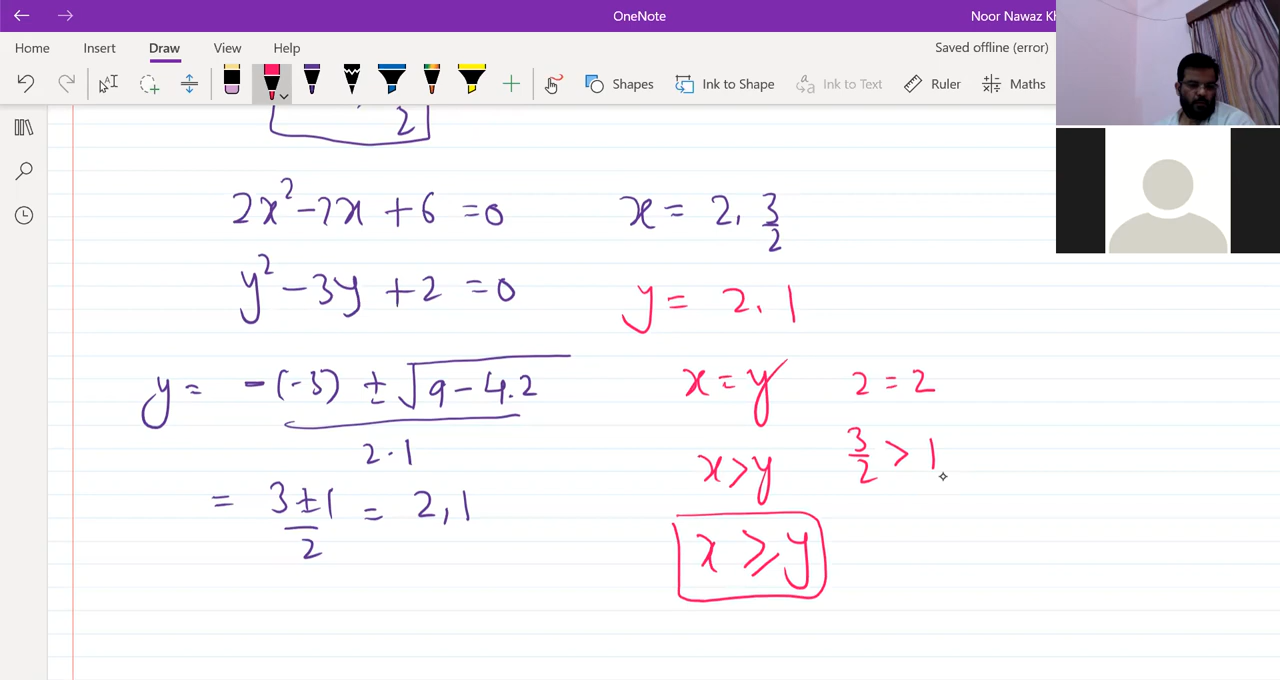 OneNote
Noor Nawaz Kh
Home Insert Draw View Help
Saved offline (error)
Shapes Ink to Shape Ink to Text Ruler Maths
2
2x² - 7x + 6 = 0
x = 2, 3/2
y² - 3y + 2 = 0
y = 2, 1
y = -(-3) ± √9 - 4.2
2·1
= 3±1/2 = 2, 1
x = y 2 = 2
x > y 3/2 > 1
x ≥ y